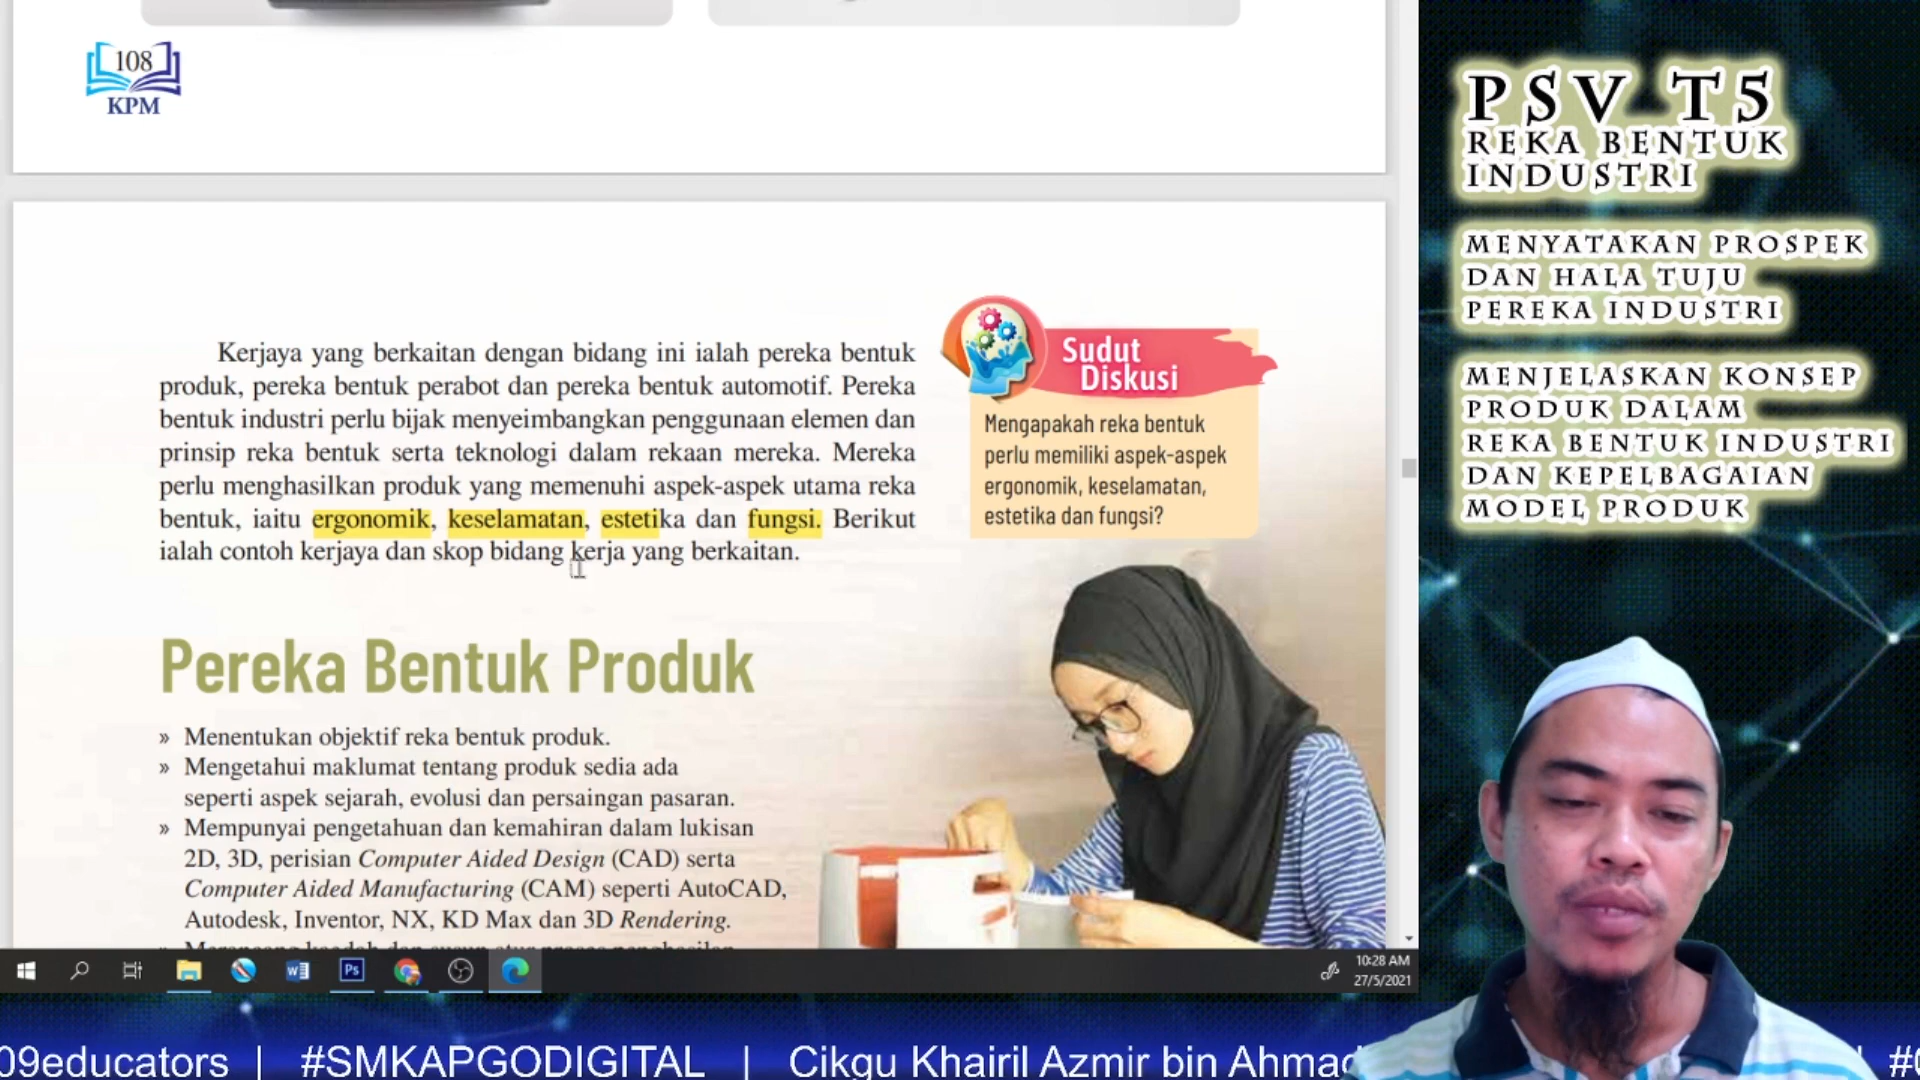 108
KPM
Kerjaya yang berkaitan dengan bidang ini ialah pereka bentuk
produk, pereka bentuk perabot dan pereka bentuk automotif. Pereka
bentuk industri perlu bijak menyeimbangkan penggunaan elemen dan
prinsip reka bentuk serta teknologi dalam rekaan mereka. Mereka
perlu menghasilkan produk yang memenuhi aspek-aspek utama reka
bentuk, iaitu ergonomik, keselamatan, estetika dan fungsi. Berikut
ialah contoh kerjaya dan skop bidang kerja yang berkaitan.
Sudut
Diskusi
Mengapakah reka bentuk
perlu memiliki aspek-aspek
ergonomik, keselamatan,
estetika dan fungsi?
Pereka Bentuk Produk
» Menentukan objektif reka bentuk produk.
» Mengetahui maklumat tentang produk sedia ada
seperti aspek sejarah, evolusi dan persaingan pasaran.
» Mempunyai pengetahuan dan kemahiran dalam lukisan
2D, 3D, perisian Computer Aided Design (CAD) serta
Computer Aided Manufacturing (CAM) seperti AutoCAD,
Autodesk, Inventor, NX, KD Max dan 3D Rendering.
PSV T5
REKA BENTUK
INDUSTRI
MENYATAKAN PROSPEK
DAN HALA TUJU
PEREKA INDUSTRI
MENJELASKAN KONSEP
PRODUK DALAM
REKA BENTUK INDUSTRI
DAN KEPELBAGAIAN
MODEL PRODUK
Ps
10:28 AM
27/5/2021
09educators | #SMKAPGODIGITAL | Cikgu Khairil Azmir bin Ahmad